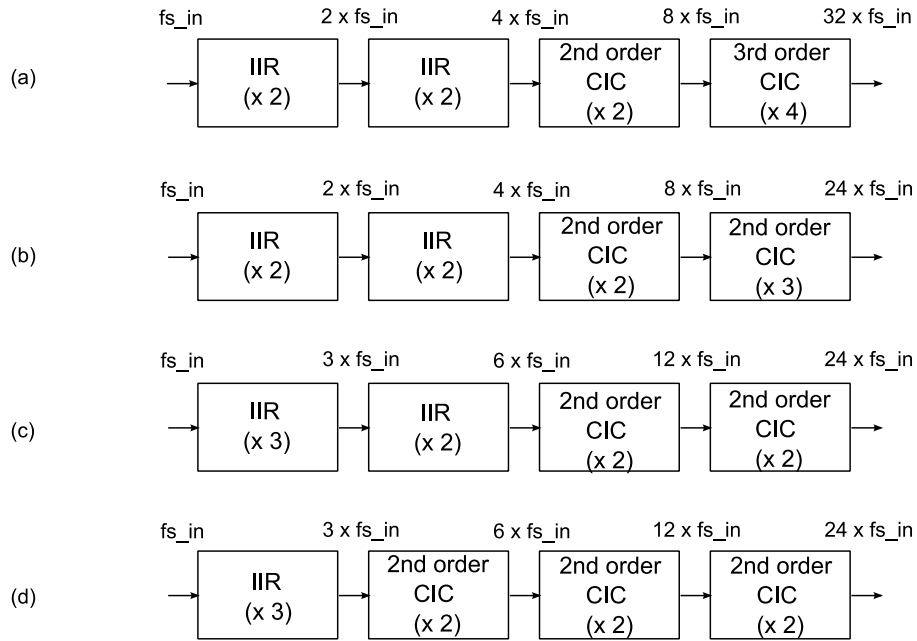 fs_in 2 x fs_in 4 x fs_in 8 x fs_in 32 x fs_in
(a)
IIR
(x 2)
IIR
(x 2)
2nd order
CIC
(x 2)
3rd order
CIC
(x 4)
fs_in 2 x fs_in 4 x fs_in 8 x fs_in 24 x fs_in
(b)
IIR
(x 2)
IIR
(x 2)
2nd order
CIC
(x 2)
2nd order
CIC
(x 3)
fs_in 3 x fs_in 6 x fs_in 12 x fs_in 24 x fs_in
(c)
IIR
(x 3)
IIR
(x 2)
2nd order
CIC
(x 2)
2nd order
CIC
(x 2)
fs_in 3 x fs_in 6 x fs_in 12 x fs_in 24 x fs_in
(d)
IIR
(x 3)
2nd order
CIC
(x 2)
2nd order
CIC
(x 2)
2nd order
CIC
(x 2)